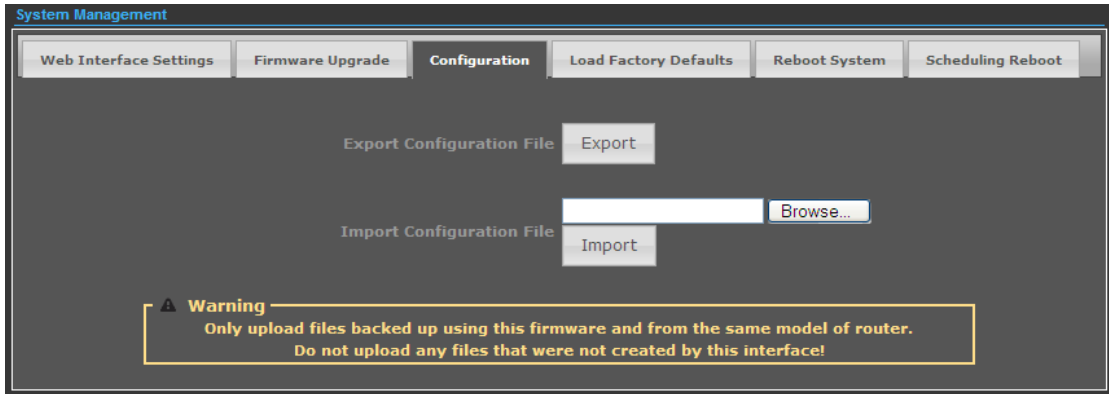 System Management
Web Interface Settings Firmware Upgrade Configuration Load Factory Defaults Reboot System Scheduling Reboot
Export Configuration File Export
Browse...
Import Configuration File
Import
Warning
Only upload files backed up using this firmware and from the same model of router.
Do not upload any files that were not created by this interface!